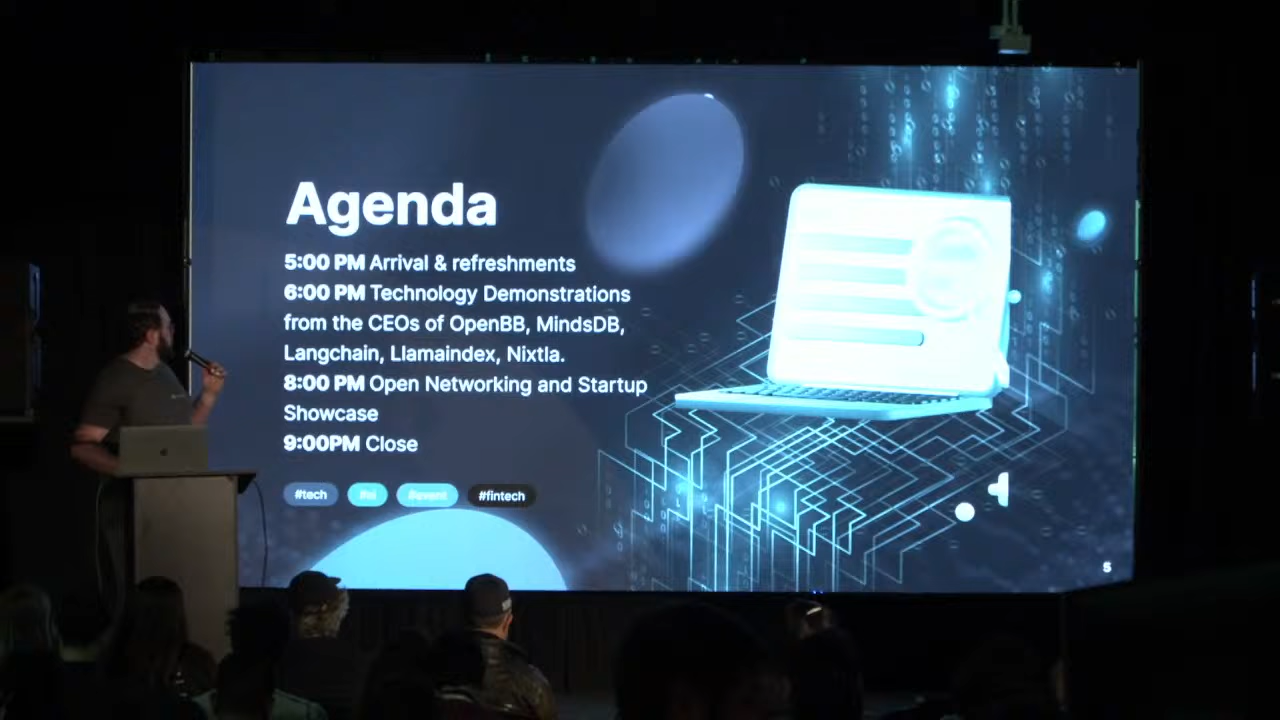 Agenda
5:00 PM Arrival & refreshments
6:00 PM Technology Demonstrations
from the CEOs of OpenBB, MindsDB,
Langchain, Llamaindex, Nixtla.
8:00 PM Open Networking and Startup
Showcase
9:00PM Close
#tech #ai #event #fintech
5